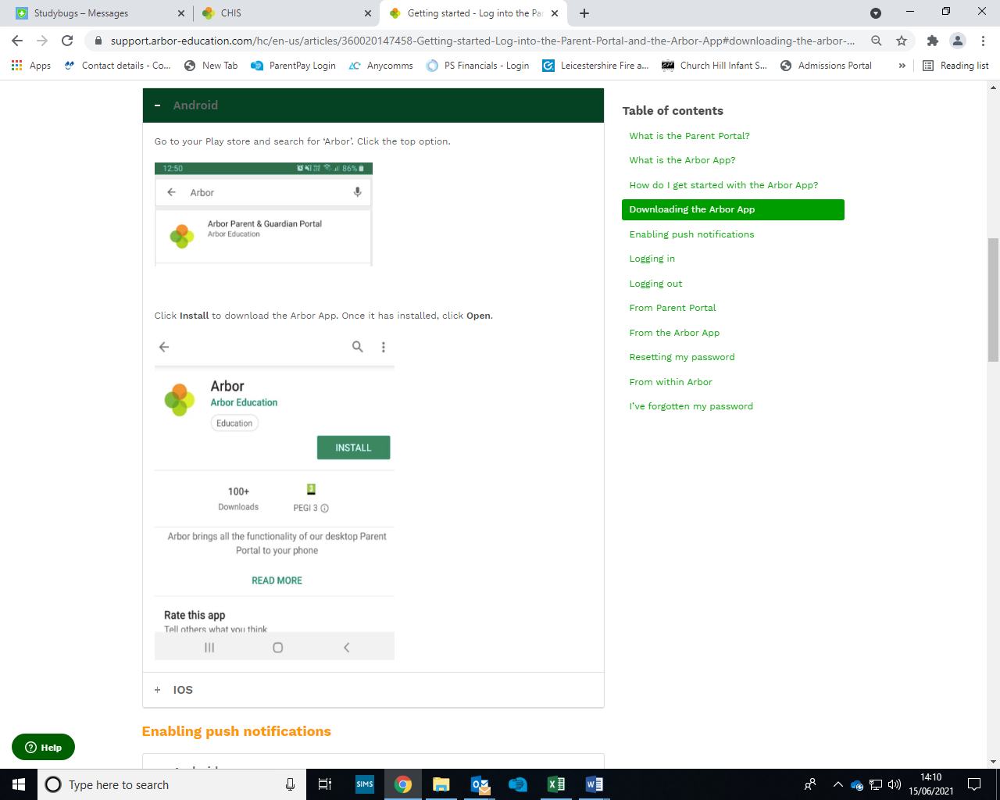 Studybugs – Messages
CHIS
Getting started - Log into the Pa
support.arbor-education.com/hc/en-us/articles/360020147458-Getting-started-Log-into-the-Parent-Portal-and-the-Arbor-App#downloading-the-arbor-...
Apps
Contact details - Co...
New Tab
ParentPay Login
Anycomms
PS Financials - Login
Leicestershire Fire a...
Church Hill Infant S...
Admissions Portal
»
Reading list
Android
Go to your Play store and search for ‘Arbor’. Click the top option.
12:50
86%
Arbor
Arbor Parent & Guardian Portal
Arbor Education
Click Install to download the Arbor App. Once it has installed, click Open.
Arbor
Arbor Education
Education
INSTALL
100+
Downloads
3
PEGI 3
Arbor brings all the functionality of our desktop Parent
Portal to your phone
READ MORE
Rate this app
Tell others what you think
IOS
Enabling push notifications
Android
Table of contents
What is the Parent Portal?
What is the Arbor App?
How do I get started with the Arbor App?
Downloading the Arbor App
Enabling push notifications
Logging in
Logging out
From Parent Portal
From the Arbor App
Resetting my password
From within Arbor
I’ve forgotten my password
Help
Type here to search
SIMS
14:10
15/06/2021